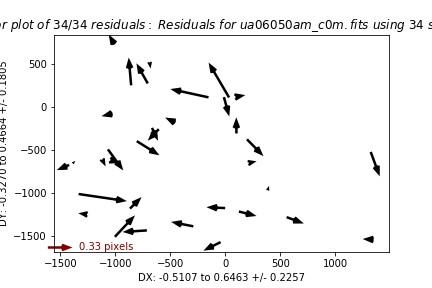 or plot of 34/34 residuals: Residuals for ua06050am_c0m.fits using 34 s
DY: -0.3270 to 0.4664 +/- 0.1805
500
0
−500
−1000
−1500
0.33 pixels
−1500 −1000 −500 0 500 1000
DX: -0.5107 to 0.6463 +/- 0.2257